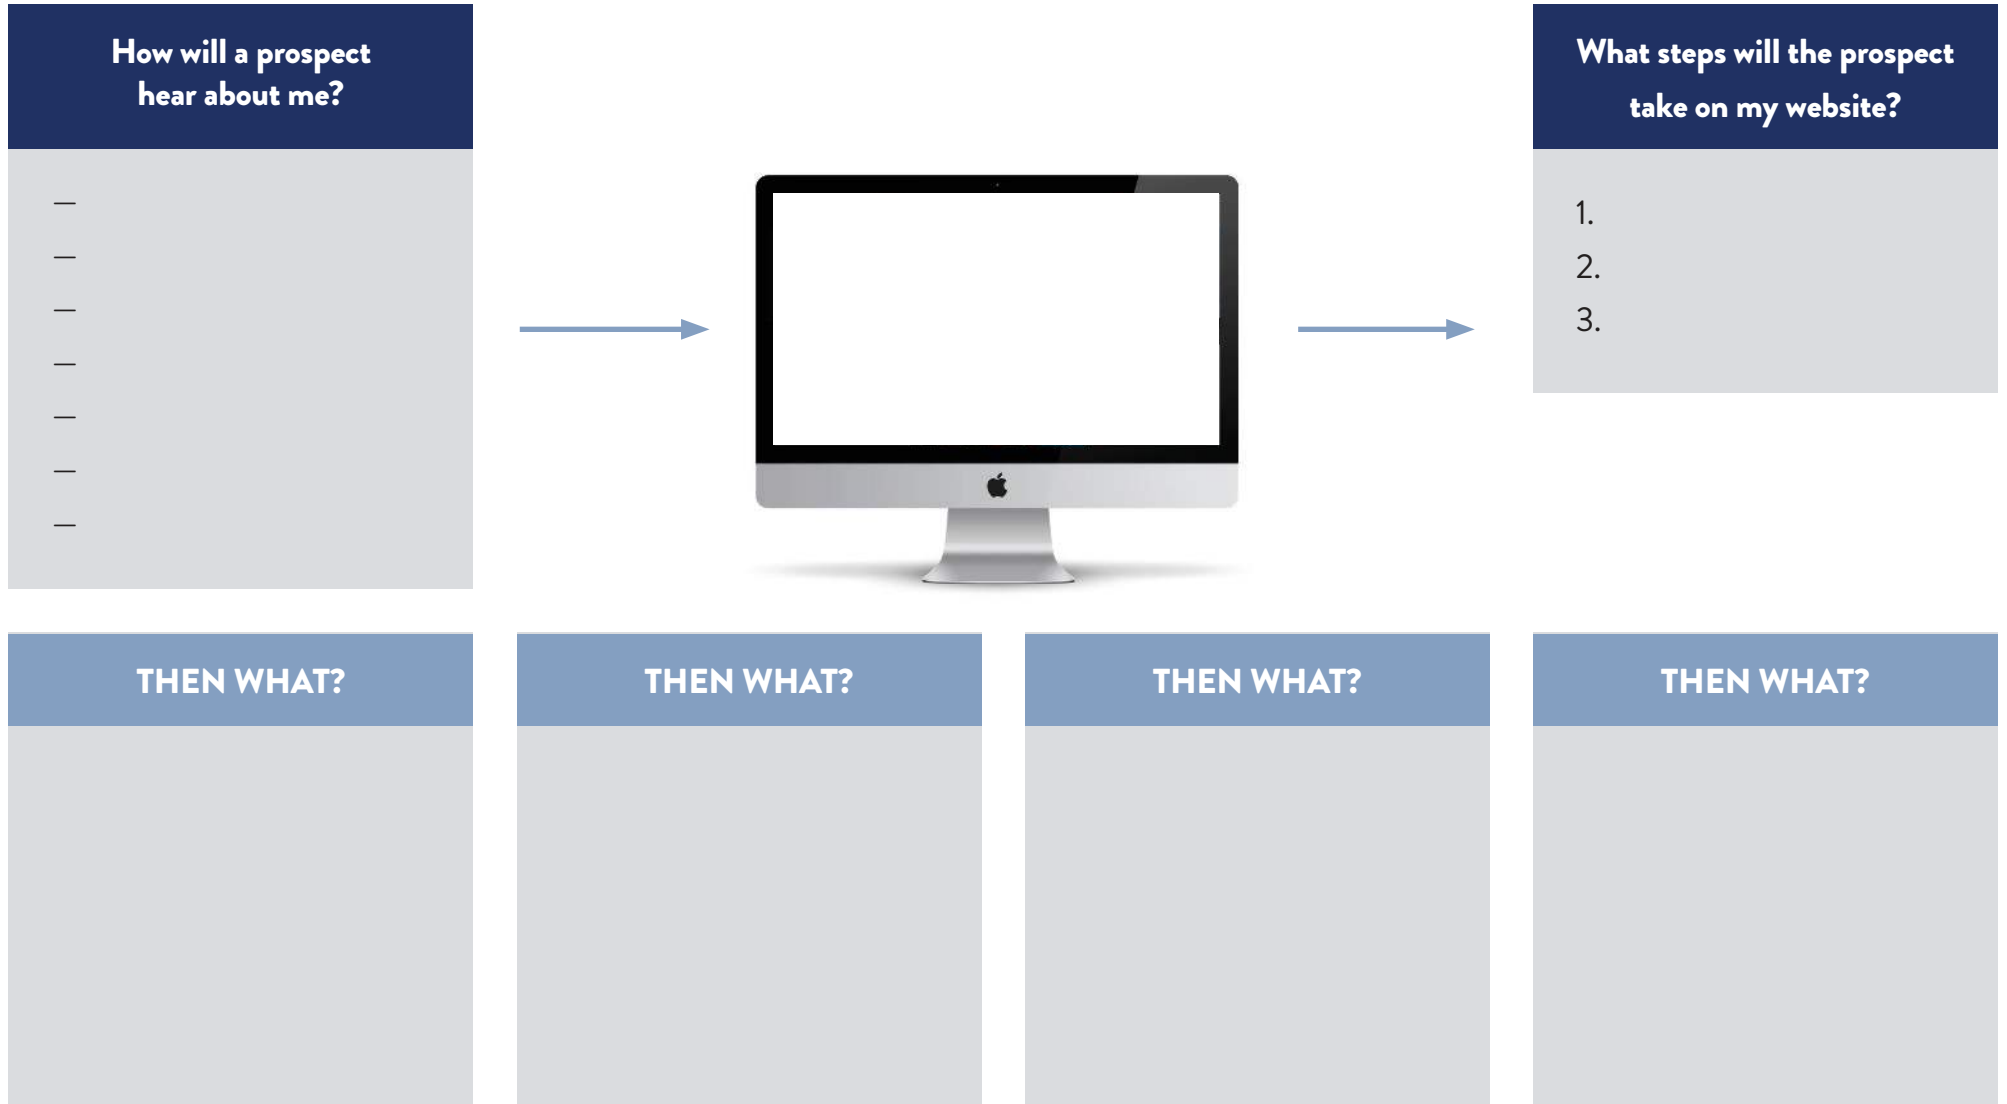 How will a prospect
hear about me?
—
—
—
—
—
—
—
What steps will the prospect
take on my website?
1.
2.
3.
THEN WHAT?
THEN WHAT?
THEN WHAT?
THEN WHAT?